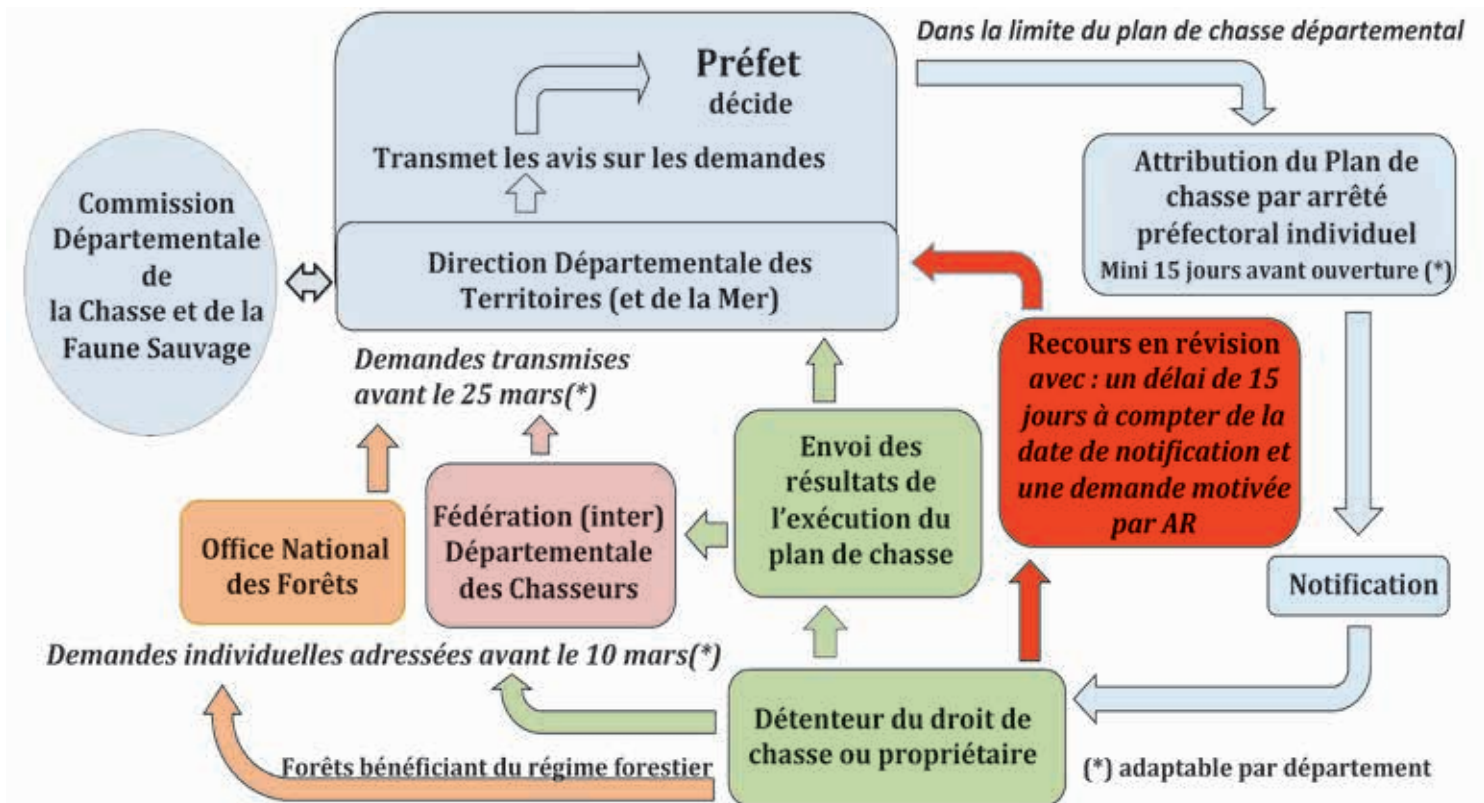 Dans la limite du plan de chasse départemental
Préfet
décide
Transmet les avis sur les demandes
Commission
Départementale
de
la Chasse et de la
Faune Sauvage
Direction Départementale des
Territoires (et de la Mer)
Attribution du Plan de
chasse par arrêté
préfectoral individuel
Mini 15 jours avant ouverture (*)
Demandes transmises
avant le 25 mars(*)
Recours en révision
avec : un délai de 15
jours à compter de la
date de notification et
une demande motivée
par AR
Envoi des
résultats de
l'exécution du
plan de chasse
Office National
des Forêts
Fédération (inter)
Départementale
des Chasseurs
Notification
Demandes individuelles adressées avant le 10 mars(*)
Détenteur du droit de
chasse ou propriétaire
Forêts bénéficiant du régime forestier
(*) adaptable par département